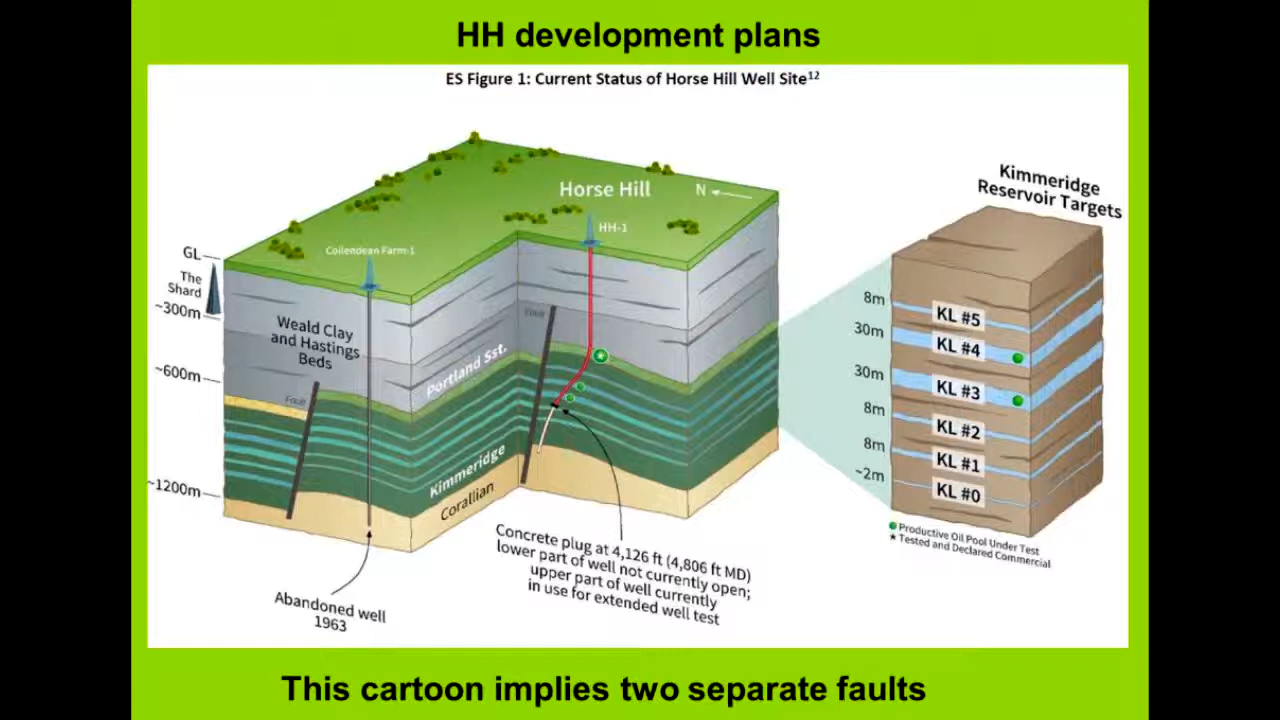 HH development plans
ES Figure 1: Current Status of Horse Hill Well Site12
Horse Hill
N
HH-1
Collendean Farm-1
GL
The
Shard
~300m
~600m
~1200m
Weald Clay
and Hastings
Beds
Fault
Fault
Portland Sst.
Kimmeridge
Corallian
Abandoned well
1963
Concrete plug at 4,126 ft (4,806 ft MD)
lower part of well not currently open;
upper part of well currently
in use for extended well test
Kimmeridge
Reservoir Targets
8m
KL #5
30m
KL #4
30m
KL #3
8m
KL #2
8m
KL #1
~2m
KL #0
Productive Oil Pool Under Test
Tested and Declared Commercial
This cartoon implies two separate faults